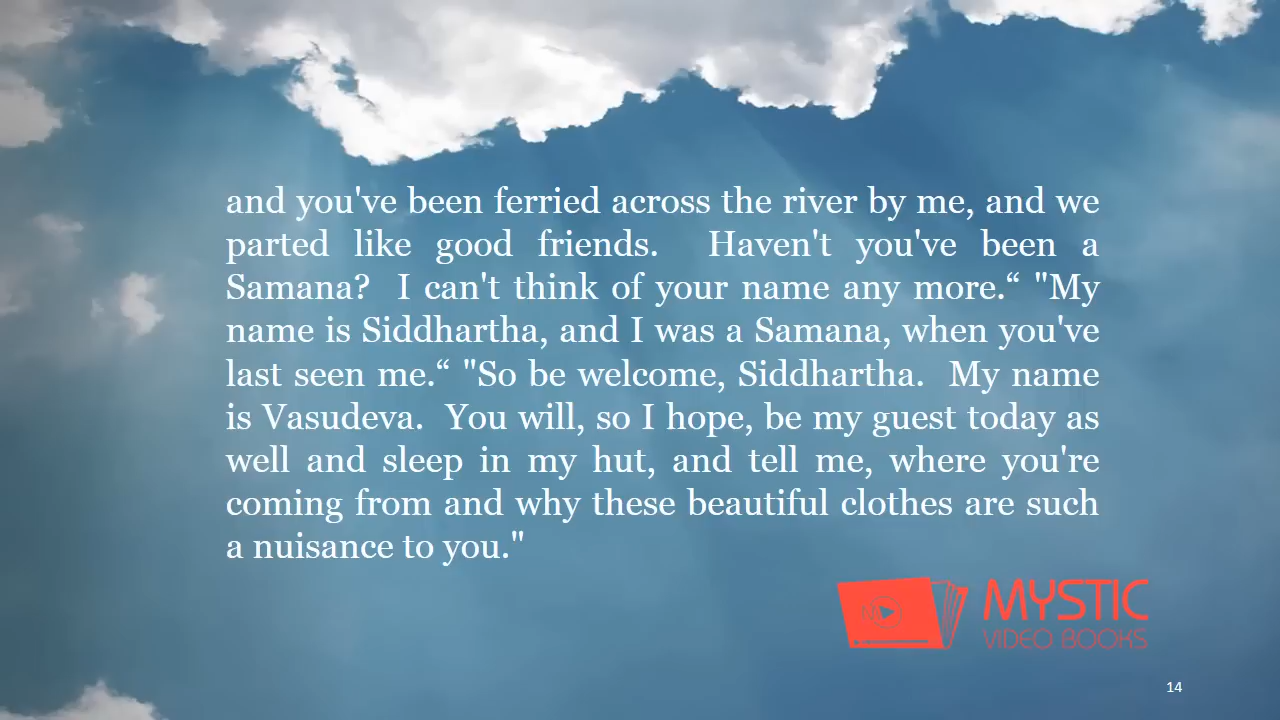 and you've been ferried across the river by me, and we
parted like good friends.  Haven't you've been a
Samana?  I can't think of your name any more.“ "My
name is Siddhartha, and I was a Samana, when you've
last seen me.“ "So be welcome, Siddhartha.  My name
is Vasudeva.  You will, so I hope, be my guest today as
well and sleep in my hut, and tell me, where you're
coming from and why these beautiful clothes are such
a nuisance to you."
MYSTIC
VIDEO BOOKS
14